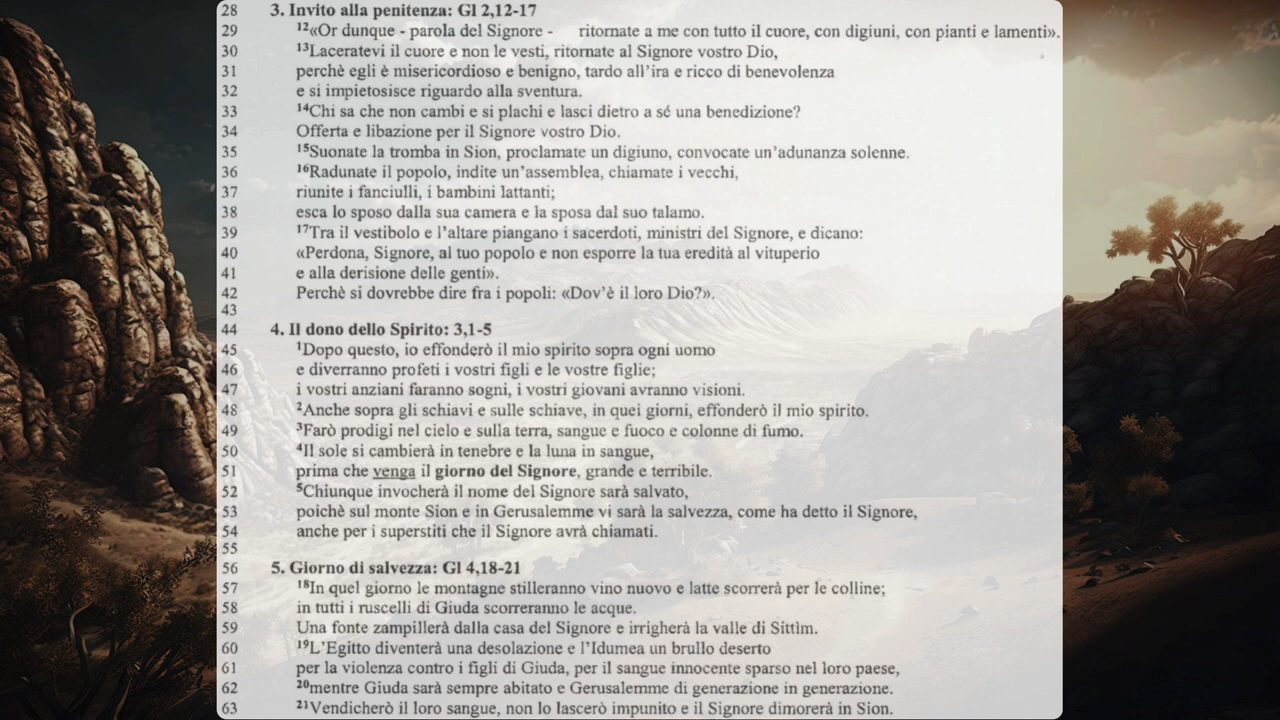 28 3. Invito alla penitenza: Gl 2,12-17
29 12«Or dunque - parola del Signore - ritornate a me con tutto il cuore, con digiuni, con pianti e lamenti».
30 13Laceratevi il cuore e non le vesti, ritornate al Signore vostro Dio,
31 perchè egli è misericordioso e benigno, tardo all'ira e ricco di benevolenza
32 e si impietosisce riguardo alla sventura.
33 14Chi sa che non cambi e si plachi e lasci dietro a sé una benedizione?
34 Offerta e libazione per il Signore vostro Dio.
35 15Suonate la tromba in Sion, proclamate un digiuno, convocate un'adunanza solenne.
36 16Radunate il popolo, indite un'assemblea, chiamate i vecchi,
37 riunite i fanciulli, i bambini lattanti;
38 esca lo sposo dalla sua camera e la sposa dal suo talamo.
39 17Tra il vestibolo e l'altare piangano i sacerdoti, ministri del Signore, e dicano:
40 «Perdona, Signore, al tuo popolo e non esporre la tua eredità al vituperio
41 e alla derisione delle genti».
42 Perchè si dovrebbe dire fra i popoli: «Dov'è il loro Dio?».
43
44 4. Il dono dello Spirito: 3,1-5
45 1Dopo questo, io effonderò il mio spirito sopra ogni uomo
46 e diverranno profeti i vostri figli e le vostre figlie;
47 i vostri anziani faranno sogni, i vostri giovani avranno visioni.
48 2Anche sopra gli schiavi e sulle schiave, in quei giorni, effonderò il mio spirito.
49 3Farò prodigi nel cielo e sulla terra, sangue e fuoco e colonne di fumo.
50 4Il sole si cambierà in tenebre e la luna in sangue,
51 prima che venga il giorno del Signore, grande e terribile.
52 5Chiunque invocherà il nome del Signore sarà salvato,
53 poichè sul monte Sion e in Gerusalemme vi sarà la salvezza, come ha detto il Signore,
54 anche per i superstiti che il Signore avrà chiamati.
55
56 5. Giorno di salvezza: Gl 4,18-21
57 18In quel giorno le montagne stilleranno vino nuovo e latte scorrerà per le colline;
58 in tutti i ruscelli di Giuda scorreranno le acque.
59 Una fonte zampillerà dalla casa del Signore e irrigherà la valle di Sittìm.
60 19L'Egitto diventerà una desolazione e l'Idumea un brullo deserto
61 per la violenza contro i figli di Giuda, per il sangue innocente sparso nel loro paese,
62 20mentre Giuda sarà sempre abitato e Gerusalemme di generazione in generazione.
63 21Vendicherò il loro sangue, non lo lascerò impunito e il Signore dimorerà in Sion.